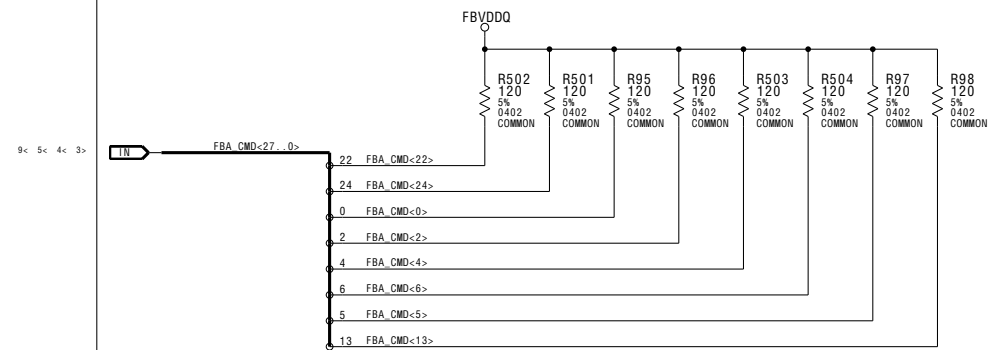 FBVDDQ
R502 R501 R95 R96 R503 R504 R97 R98
120 120 120 120 120 120 120 120
5% 5% 5% 5% 5% 5% 5% 5%
0402 0402 0402 0402 0402 0402 0402 0402
COMMON COMMON COMMON COMMON COMMON COMMON COMMON COMMON
9< 5< 4< 3> IN FBA_CMD<27..0>
22 FBA_CMD<22>
24 FBA_CMD<24>
0 FBA_CMD<0>
2 FBA_CMD<2>
4 FBA_CMD<4>
6 FBA_CMD<6>
5 FBA_CMD<5>
13 FBA_CMD<13>